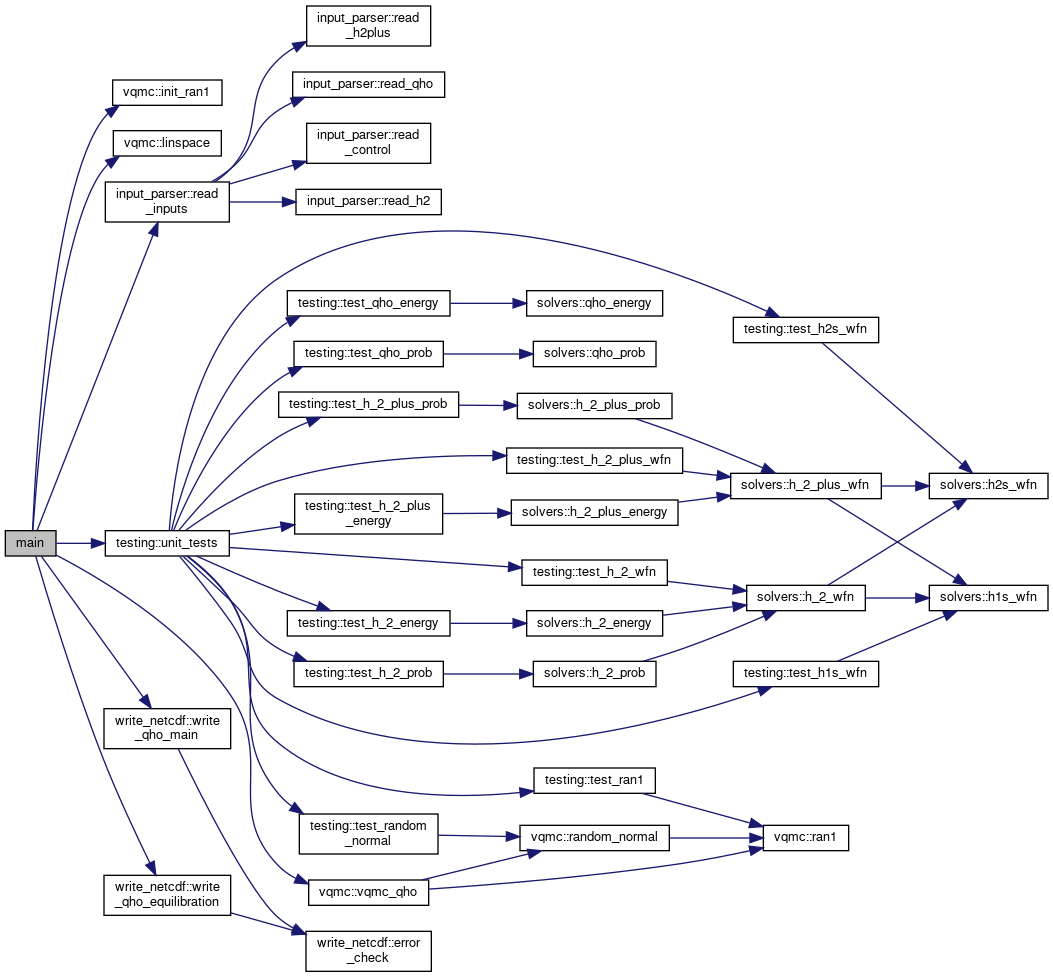 input_parser::read
_h2plus
vqmc::init_ran1
input_parser::read_qho
vqmc::linspace
input_parser::read
_control
input_parser::read
_inputs
input_parser::read_h2
testing::test_qho_energy
solvers::qho_energy
testing::test_h2s_wfn
testing::test_qho_prob
solvers::qho_prob
testing::test_h_2_plus_prob
solvers::h_2_plus_prob
testing::test_h_2_plus_wfn
solvers::h_2_plus_wfn
solvers::h2s_wfn
testing::test_h_2_plus
_energy
solvers::h_2_plus_energy
main
testing::unit_tests
testing::test_h_2_wfn
solvers::h_2_wfn
solvers::h1s_wfn
testing::test_h_2_energy
solvers::h_2_energy
testing::test_h_2_prob
solvers::h_2_prob
testing::test_h1s_wfn
write_netcdf::write
_qho_main
testing::test_ran1
testing::test_random
_normal
vqmc::random_normal
vqmc::ran1
vqmc::vqmc_qho
write_netcdf::write
_qho_equilibration
write_netcdf::error
_check